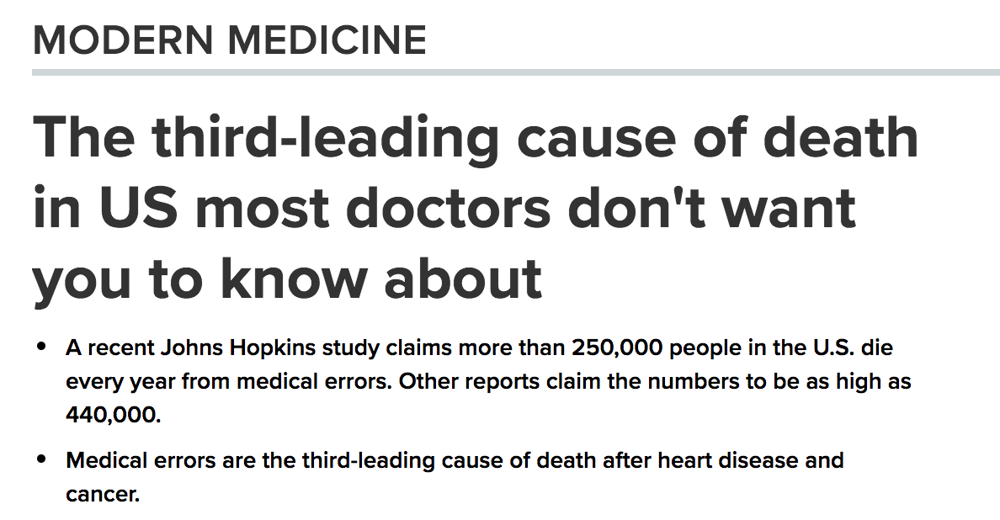 MODERN MEDICINE
The third-leading cause of death
in US most doctors don't want
you to know about
• A recent Johns Hopkins study claims more than 250,000 people in the U.S. die
every year from medical errors. Other reports claim the numbers to be as high as
440,000.
• Medical errors are the third-leading cause of death after heart disease and
cancer.